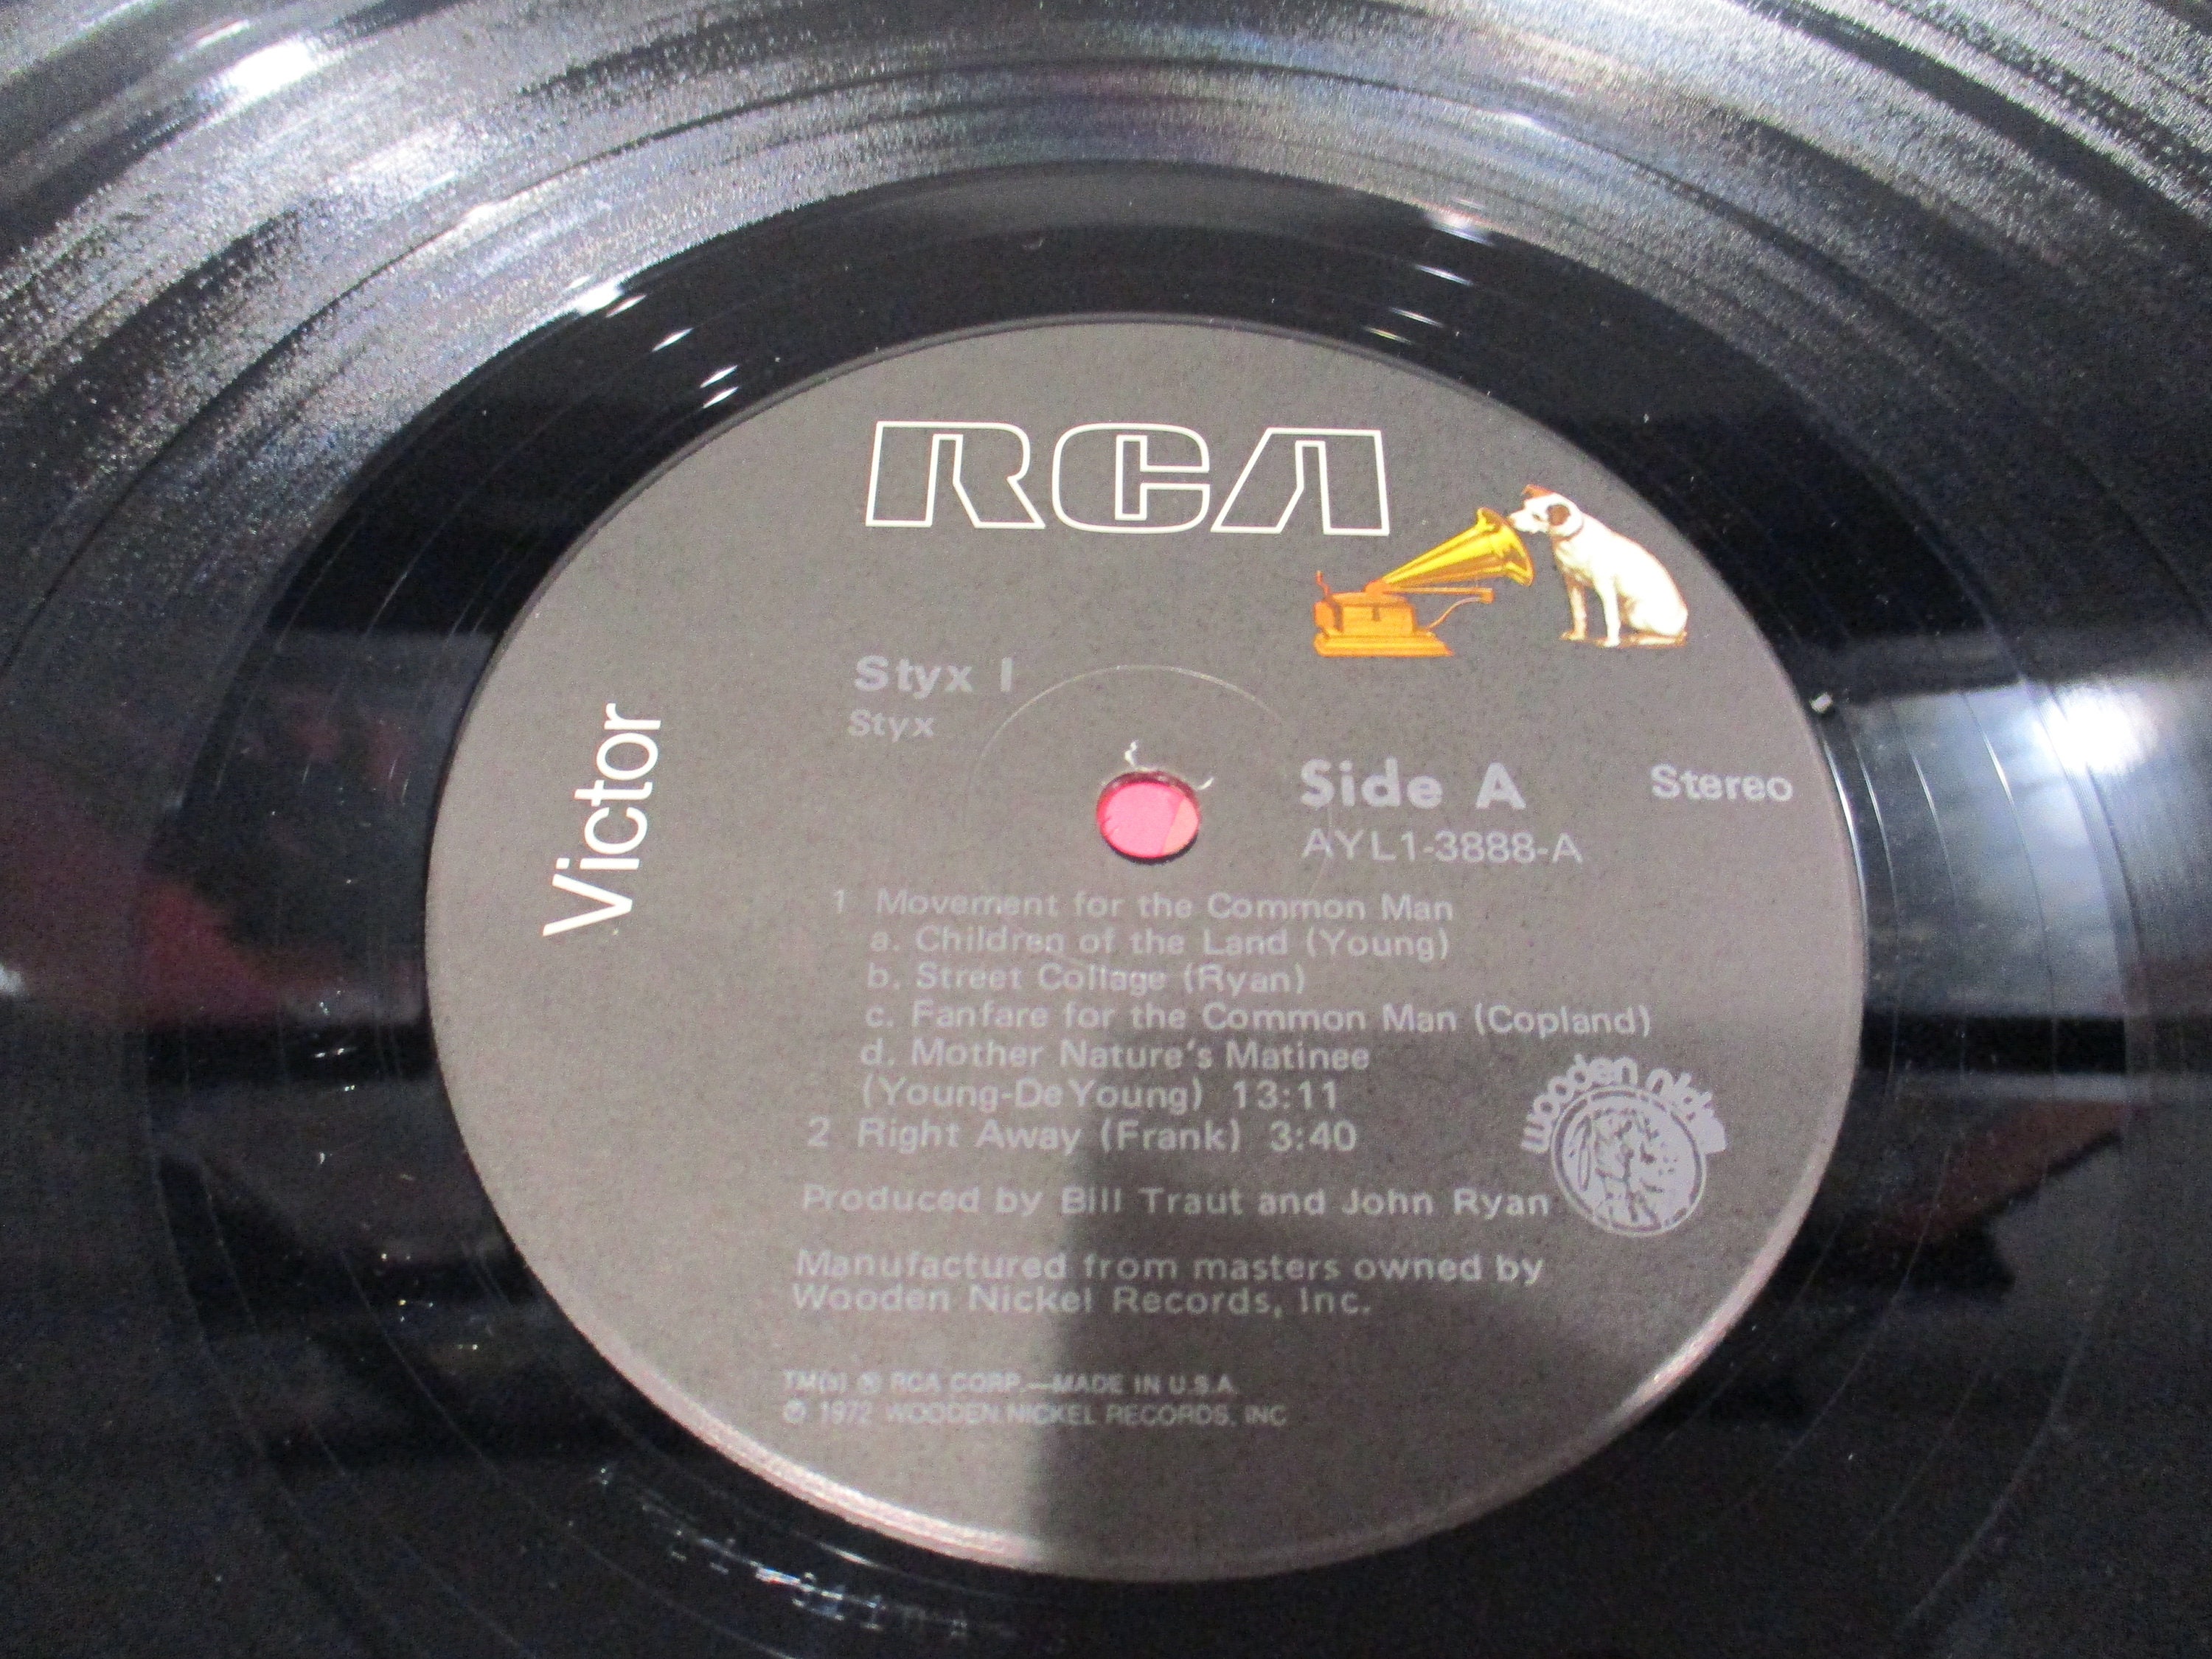 RCA
Victor
Styx I
Styx
Side A
Stereo
AYL1-3888-A
1 Movement for the Common Man
a. Children of the Land (Young)
b. Street Collage (Ryan)
c. Fanfare for the Common Man (Copland)
d. Mother Nature's Matinee
(Young-DeYoung) 13:11
2 Right Away (Frank) 3:40
wooden nickel
Produced by Bill Traut and John Ryan
Manufactured from masters owned by
Wooden Nickel Records, Inc.
TM(s) ® RCA CORP.—MADE IN U.S.A.
℗ 1972 WOODEN NICKEL RECORDS, INC